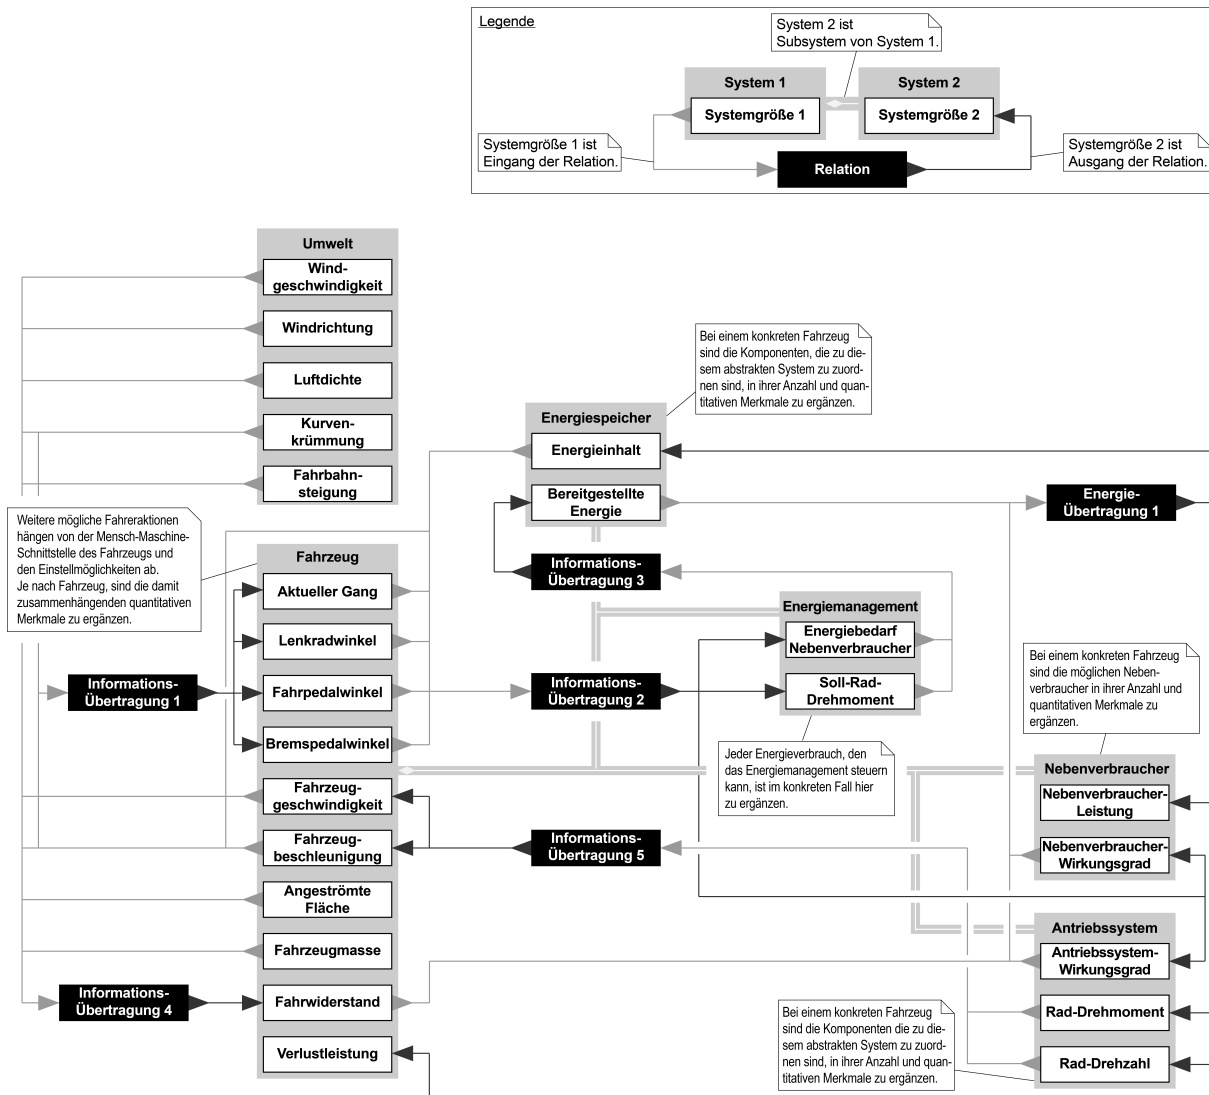 Legende
System 2 ist
Subsystem von System 1.
System 1
System 2
Systemgröße 1
Systemgröße 2
Systemgröße 1 ist
Eingang der Relation.
Systemgröße 2 ist
Ausgang der Relation.
Relation
Umwelt
Wind-
geschwindigkeit
Windrichtung
Luftdichte
Kurven-
krümmung
Fahrbahn-
steigung
Bei einem konkreten Fahrzeug
sind die Komponenten, die zu die-
sem abstrakten System zu zuord-
nen sind, in ihrer Anzahl und quan-
titativen Merkmale zu ergänzen.
Energiespeicher
Energieinhalt
Bereitgestellte
Energie
Energie-
Übertragung 1
Weitere mögliche Fahreraktionen
hängen von der Mensch-Maschine-
Schnittstelle des Fahrzeugs und
den Einstellmöglichkeiten ab.
Je nach Fahrzeug, sind die damit
zusammenhängenden quantitativen
Merkmale zu ergänzen.
Fahrzeug
Aktueller Gang
Lenkradwinkel
Fahrpedalwinkel
Bremspedalwinkel
Fahrzeug-
geschwindigkeit
Fahrzeug-
beschleunigung
Angeströmte
Fläche
Fahrzeugmasse
Fahrwiderstand
Verlustleistung
Informations-
Übertragung 1
Informations-
Übertragung 4
Informations-
Übertragung 3
Informations-
Übertragung 2
Informations-
Übertragung 5
Energiemanagement
Energiebedarf
Nebenverbraucher
Soll-Rad-
Drehmoment
Jeder Energieverbrauch, den
das Energiemanagement steuern
kann, ist im konkreten Fall hier
zu ergänzen.
Bei einem konkreten Fahrzeug
sind die möglichen Neben-
verbraucher in ihrer Anzahl und
quantitativen Merkmale zu
ergänzen.
Nebenverbraucher
Nebenverbraucher-
Leistung
Nebenverbraucher-
Wirkungsgrad
Antriebssystem
Antriebssystem-
Wirkungsgrad
Rad-Drehmoment
Rad-Drehzahl
Bei einem konkreten Fahrzeug
sind die Komponenten die zu die-
sem abstrakten System zu zuord-
nen sind, in ihrer Anzahl und quan-
titativen Merkmale zu ergänzen.